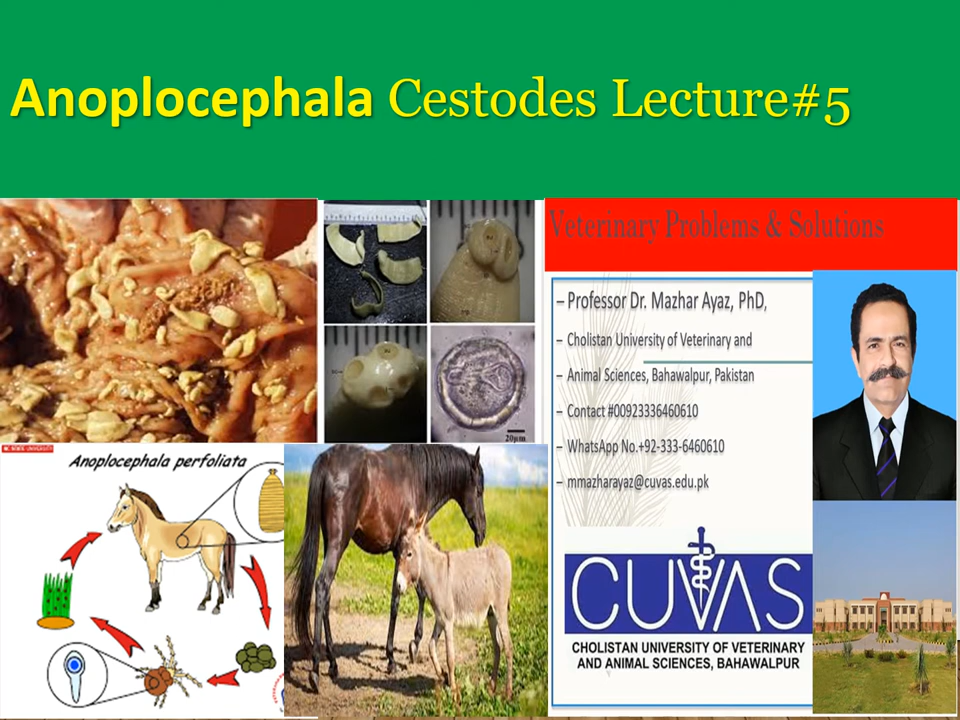 Anoplocephala Cestodes Lecture#5
Veterinary Problems & Solutions
– Professor Dr. Mazhar Ayaz, PhD,
– Cholistan University of Veterinary and
– Animal Sciences, Bahawalpur, Pakistan
– Contact #00923336460610
– WhatsApp No.+92-333-6460610
– mmazharayaz@cuvas.edu.pk
20µm
Anoplocephala perfoliata
CUVAS
CHOLISTAN UNIVERSITY OF VETERINARY
AND ANIMAL SCIENCES, BAHAWALPUR